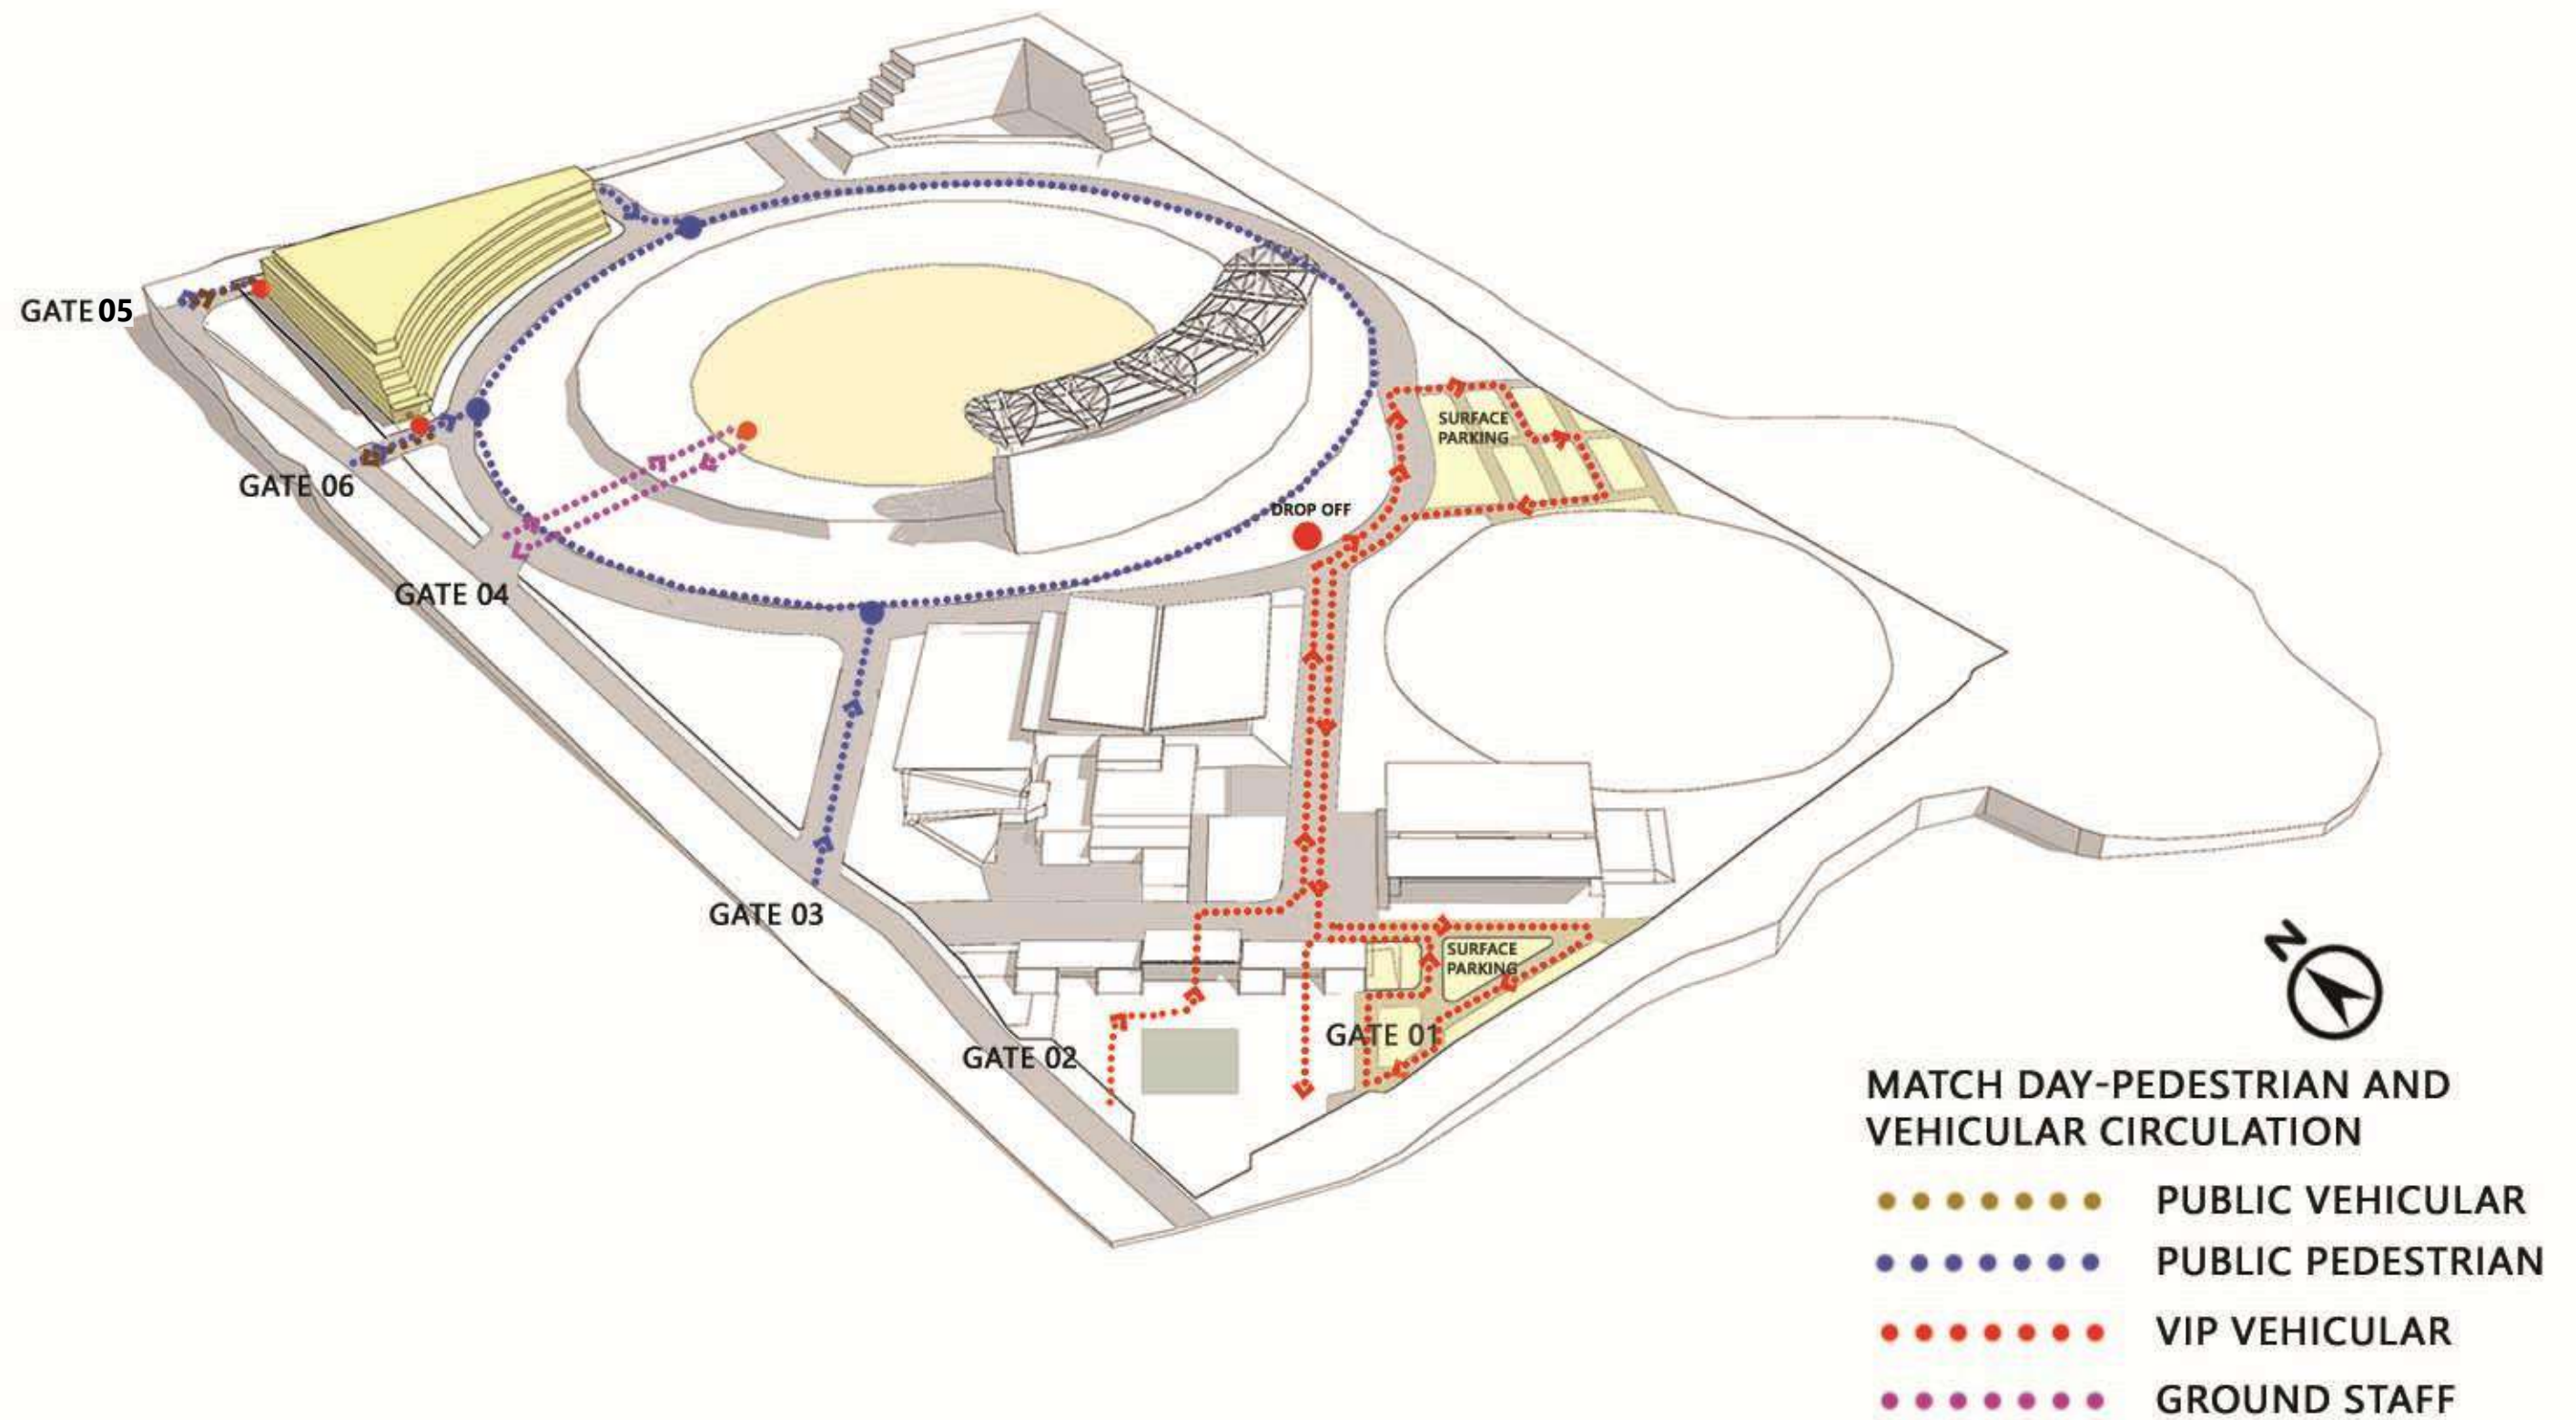 GATE 05
SURFACE
PARKING
GATE 06
DROP OFF
GATE 04
GATE 03
SURFACE
PARKING
GATE 01
GATE 02
N
MATCH DAY-PEDESTRIAN AND
VEHICULAR CIRCULATION
PUBLIC VEHICULAR
PUBLIC PEDESTRIAN
VIP VEHICULAR
GROUND STAFF